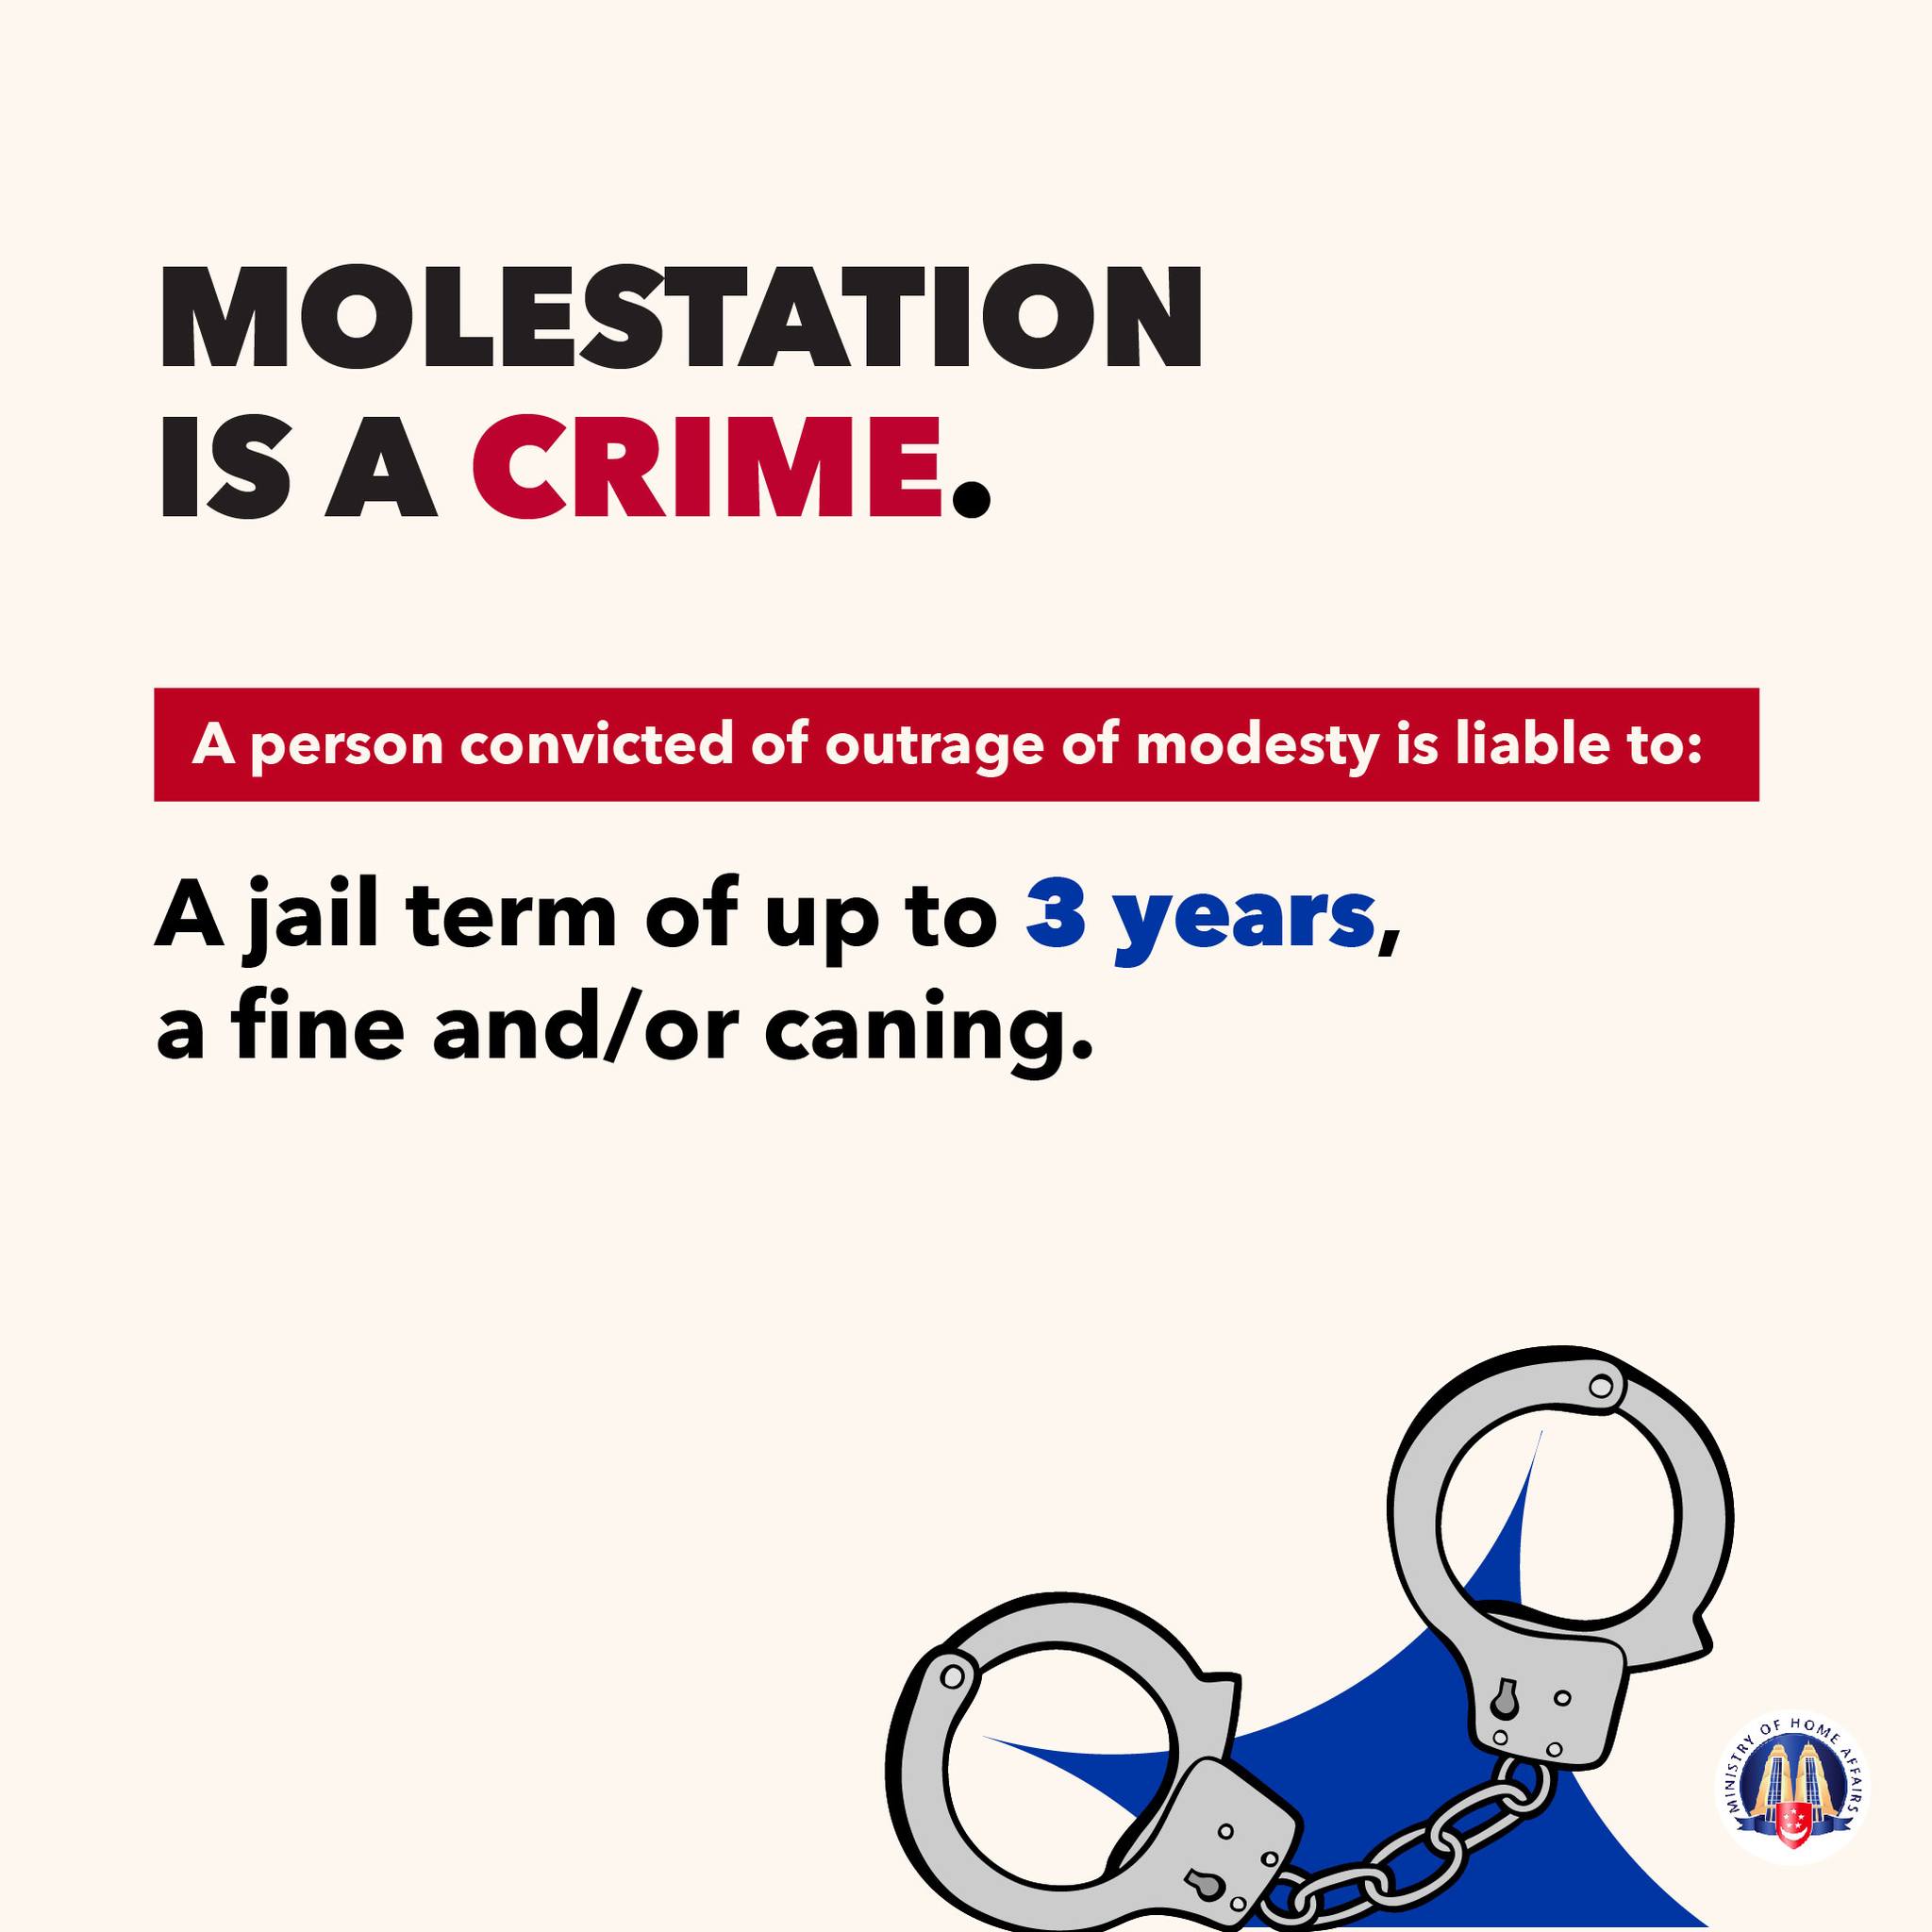 MOLESTATION
IS A CRIME.
A person convicted of outrage of modesty is liable to:
A jail term of up to 3 years,
a fine and/or caning.
MINISTRY OF HOME AFFAIRS